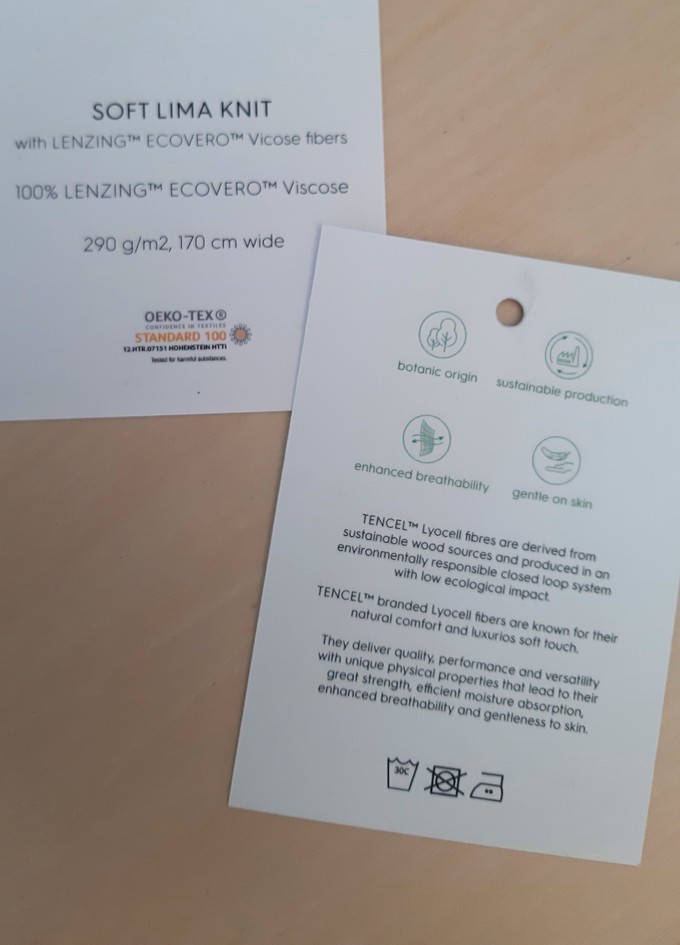 SOFT LIMA KNIT
with LENZING™ ECOVERO™ Vicose fibers
100% LENZING™ ECOVERO™ Viscose
290 g/m2, 170 cm wide
OEKO-TEX®
CONFIDENCE IN TEXTILES
STANDARD 100
12.HTR.07151 HOHENSTEIN HTTI
Tested for harmful substances.
botanic origin
sustainable production
enhanced breathability
gentle on skin
TENCEL™ Lyocell fibres are derived from
sustainable wood sources and produced in an
environmentally responsible closed loop system
with low ecological impact.
TENCEL™ branded Lyocell fibers are known for their
natural comfort and luxurios soft touch.
They deliver quality, performance and versatility
with unique physical properties that lead to their
great strength, efficient moisture absorption,
enhanced breathability and gentleness to skin.
30C